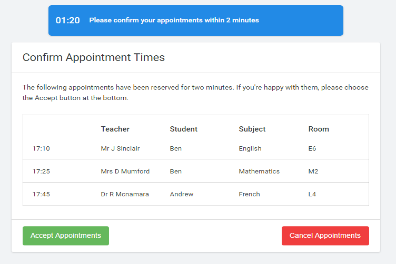 01:20 Please confirm your appointments within 2 minutes
Confirm Appointment Times
The following appointments have been reserved for two minutes. If you're happy with them, please choose
the Accept button at the bottom.
Teacher Student Subject Room
17:10 Mr J Sinclair Ben English E6
17:25 Mrs D Mumford Ben Mathematics M2
17:45 Dr R Mcnamara Andrew French L4
Accept Appointments Cancel Appointments